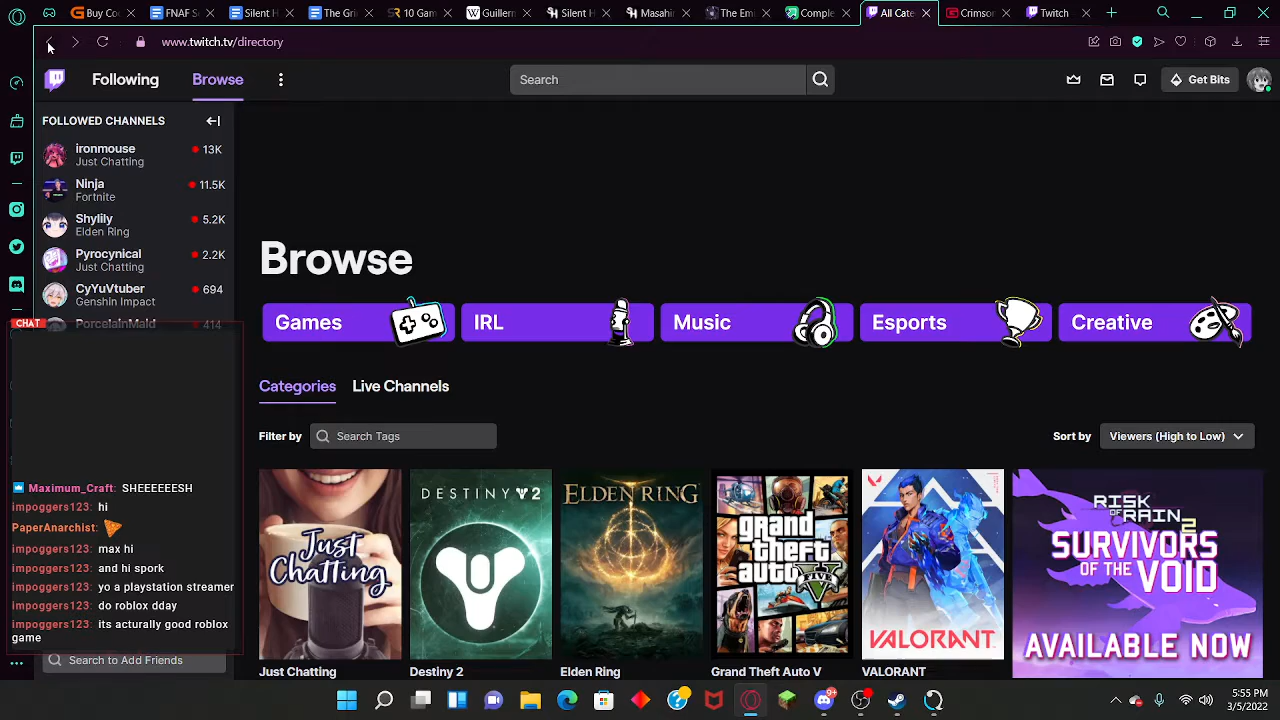 Buy Co
FNAF S
Silent H
The Gri
10 Gam
Guillerm
Silent H
Masahir
The Emb
Comple
All Cate
Crimson
Twitch
www.twitch.tv/directory
Following
Browse
Search
Get Bits
FOLLOWED CHANNELS
ironmouse
Just Chatting
13K
Ninja
Fortnite
11.5K
Shylily
Elden Ring
5.2K
Pyrocynical
Just Chatting
2.2K
CyYuVtuber
Genshin Impact
694
PorcelainMaid
414
CHAT
Maximum_Craft: SHEEEEEESH
impoggers123: hi
PaperAnarchist:
impoggers123: max hi
impoggers123: and hi spork
impoggers123: yo a playstation streamer
impoggers123: do roblox dday
impoggers123: its acturally good roblox
game
Search to Add Friends
Browse
Games
IRL
Music
Esports
Creative
Categories
Live Channels
Filter by
Search Tags
Sort by
Viewers (High to Low)
Just
Chatting
DESTINY 2
ELDEN RING
grand
theft
auto V
FIVE
VALORANT
RISK
OF RAIN 2
SURVIVORS
OF THE VOID
AVAILABLE NOW
Just Chatting
Destiny 2
Elden Ring
Grand Theft Auto V
VALORANT
9+
5:55 PM
3/5/2022